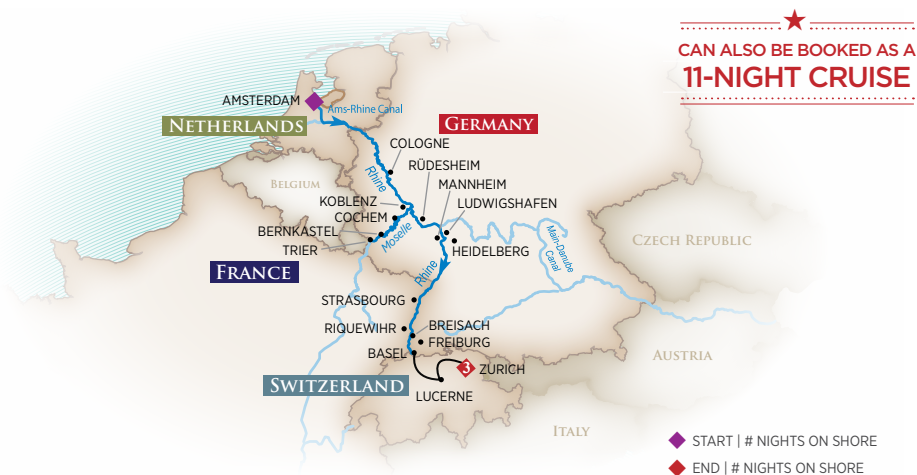 CAN ALSO BE BOOKED AS A
11-NIGHT CRUISE
AMSTERDAM
Ams-Rhine Canal
NETHERLANDS
GERMANY
COLOGNE
RÜDESHEIM
Rhine
BELGIUM
MANNHEIM
KOBLENZ
LUDWIGSHAFEN
COCHEM
BERNKASTEL
Moselle
TRIER
HEIDELBERG
Main-Danube
Canal
CZECH REPUBLIC
FRANCE
Rhine
STRASBOURG
RIQUEWIHR
BREISACH
FREIBURG
BASEL
AUSTRIA
3
ZURICH
SWITZERLAND
LUCERNE
ITALY
START | # NIGHTS ON SHORE
END | # NIGHTS ON SHORE